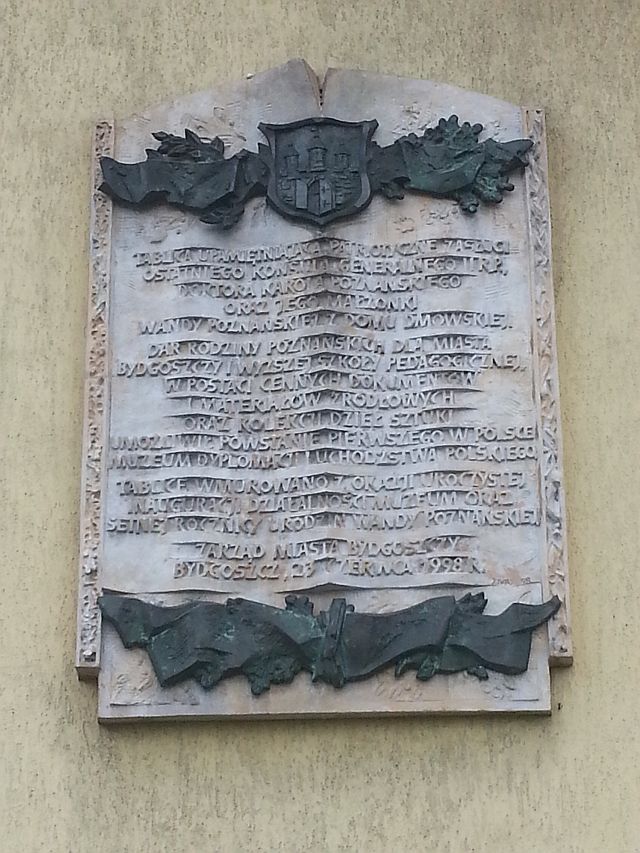 TABLICA UPAMIĘTNIAJĄCA PATRIOTYCZNE ZASŁUGI
OSTATNIEGO KONSULA GENERALNEGO II R.P.
DOKTORA KAROLA POZNAŃSKIEGO
ORAZ JEGO MAŁŻONKI
WANDY POZNAŃSKIEJ Z DOMU DMOWSKIEJ.
DAR RODZINY POZNAŃSKICH DLA MIASTA
BYDGOSZCZY I WYŻSZEJ SZKOŁY PEDAGOGICZNEJ,
W POSTACI CENNYCH DOKUMENTÓW
I MATERIAŁÓW ŹRÓDŁOWYCH
ORAZ KOLEKCJI DZIEŁ SZTUKI
UMOŻLIWIŁ POWSTANIE PIERWSZEGO W POLSCE
MUZEUM DYPLOMACJI I UCHODŹSTWA POLSKIEGO.
TABLICĘ WMUROWANO Z OKAZJI UROCZYSTEJ
INAUGURACJI DZIAŁALNOŚCI MUZEUM ORAZ
SETNEJ ROCZNICY URODZIN WANDY POZNAŃSKIEJ
ZARZĄD MIASTA BYDGOSZCZY
BYDGOSZCZ, 23 CZERWCA 1998 R.